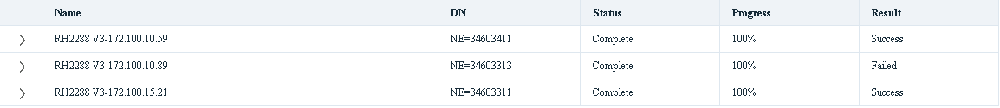 Name DN Status Progress Result
RH2288 V3-172.100.10.59 NE=34603411 Complete 100% Success
RH2288 V3-172.100.10.89 NE=34603313 Complete 100% Failed
RH2288 V3-172.100.15.21 NE=34603311 Complete 100% Success